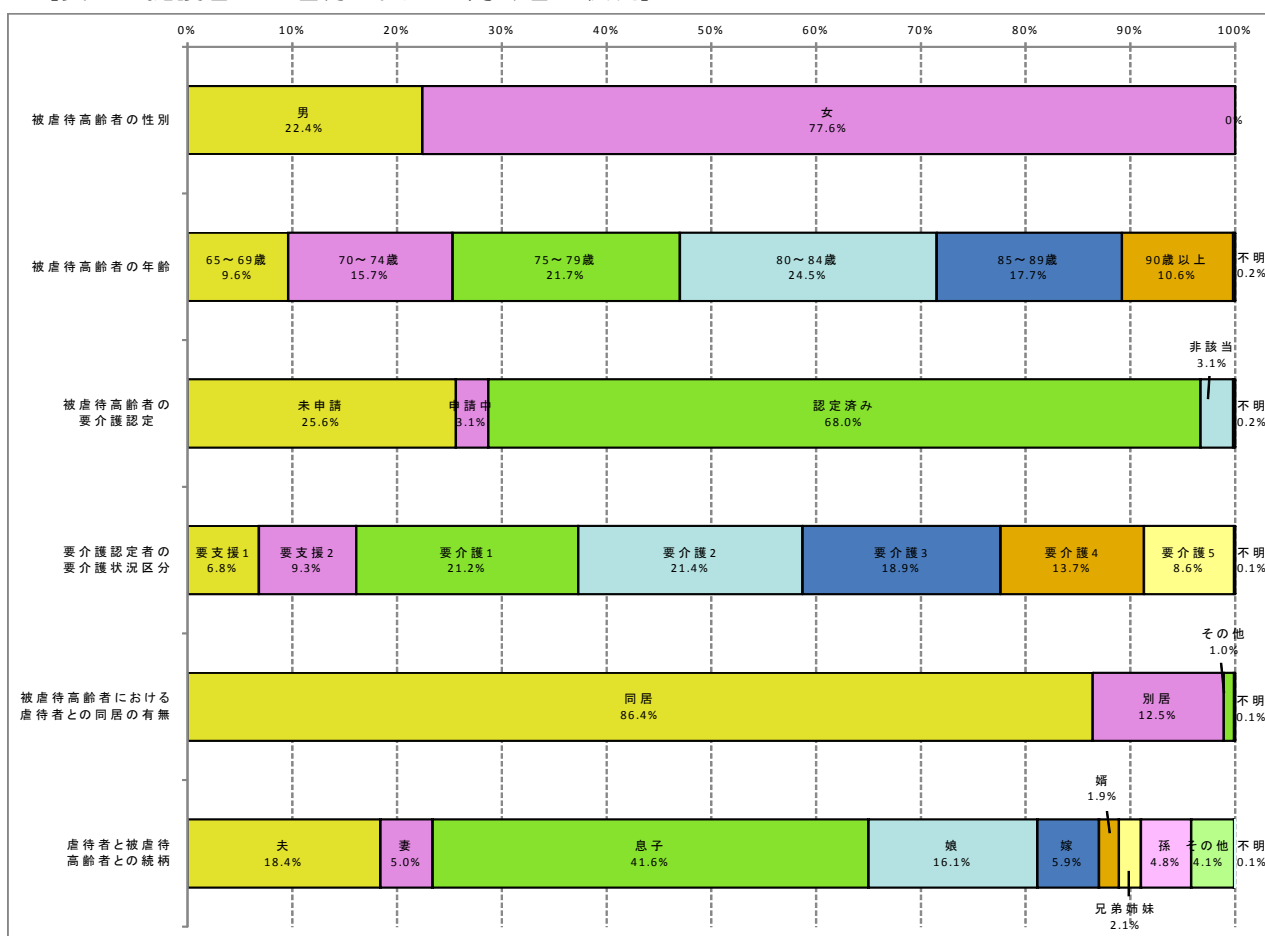 0% 10% 20% 30% 40% 50% 60% 70% 80% 90% 100%
被虐待高齢者の性別
男
22.4%
女
77.6%
0%
被虐待高齢者の年齢
65～69歳
9.6%
70～74歳
15.7%
75～79歳
21.7%
80～84歳
24.5%
85～89歳
17.7%
90歳以上
10.6%
不明
0.2%
被虐待高齢者の
要介護認定
未申請
25.6%
申請中
3.1%
認定済み
68.0%
非該当
3.1%
不明
0.2%
要介護認定者の
要介護状況区分
要支援1
6.8%
要支援2
9.3%
要介護1
21.2%
要介護2
21.4%
要介護3
18.9%
要介護4
13.7%
要介護5
8.6%
不明
0.1%
被虐待高齢者における
虐待者との同居の有無
同居
86.4%
別居
12.5%
その他
1.0%
不明
0.1%
虐待者と被虐待
高齢者との続柄
夫
18.4%
妻
5.0%
息子
41.6%
娘
16.1%
嫁
5.9%
婿
1.9%
兄弟姉妹
2.1%
孫
4.8%
その他
4.1%
不明
0.1%